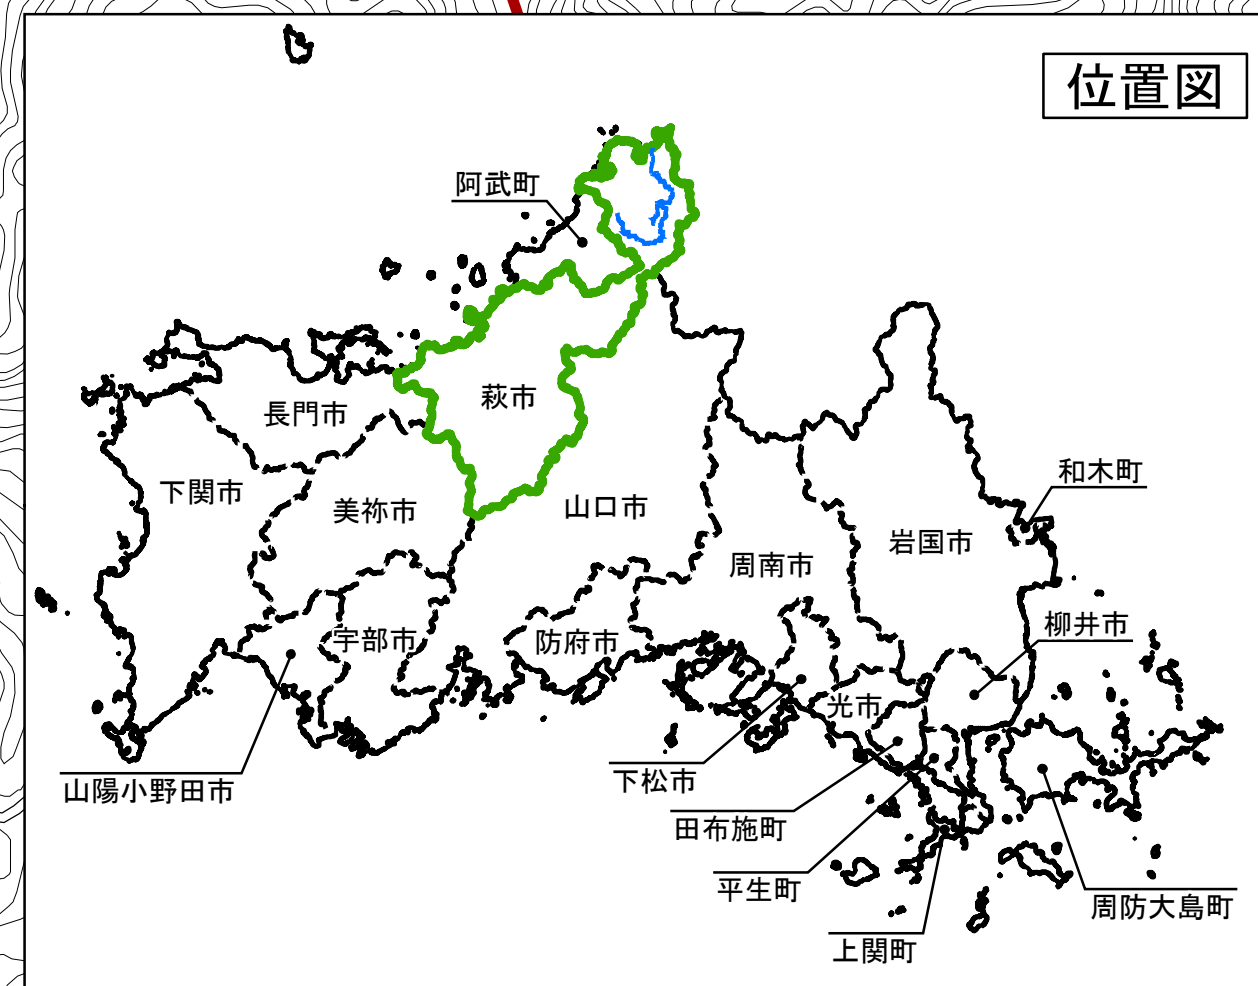 位置図
阿武町
萩市
長門市
和木町
下関市
美祢市
山口市
岩国市
周南市
柳井市
宇部市
防府市
光市
下松市
山陽小野田市
田布施町
平生町
周防大島町
上関町